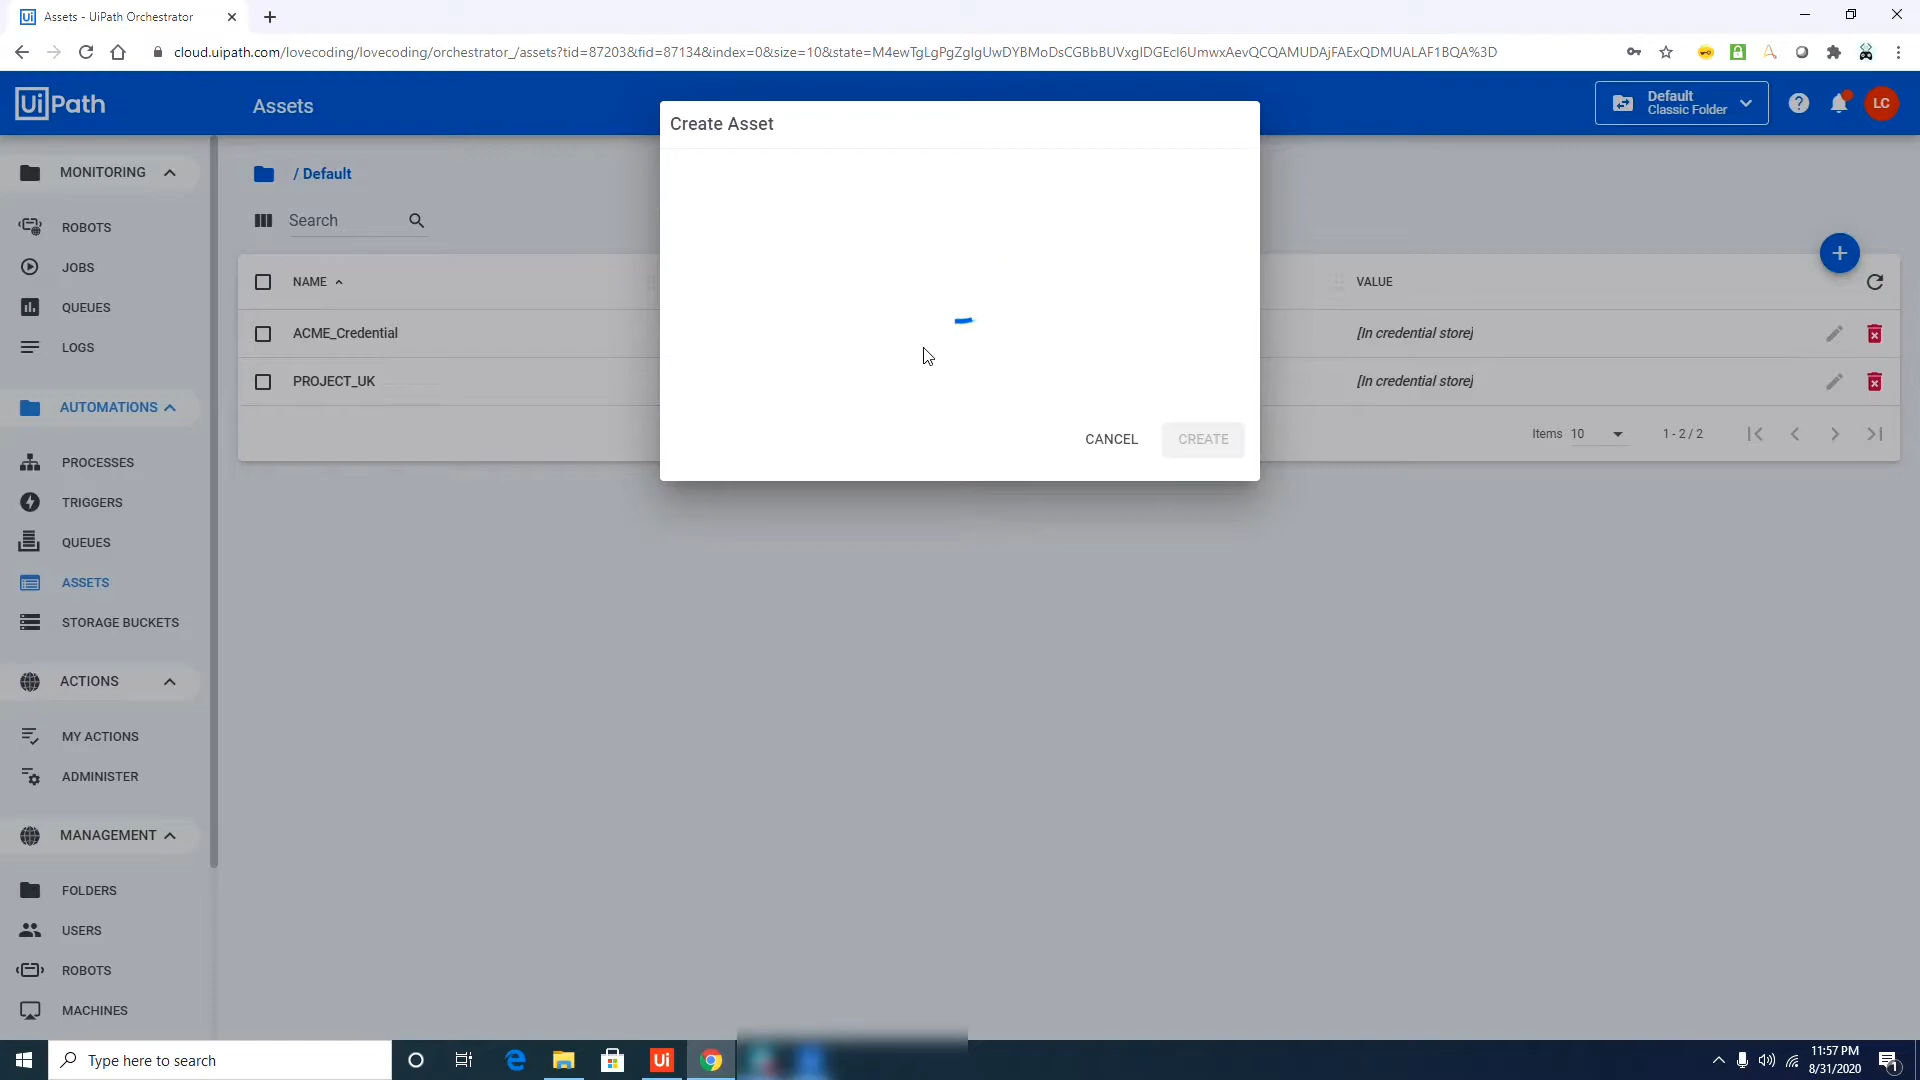 Assets - UiPath Orchestrator
cloud.uipath.com/lovecoding/lovecoding/orchestrator_/assets?tid=87203&fid=87134&index=0&size=10&state=M4ewTgLgPgZglgUwDYBMoDsCGBbBUVxgIDGEcI6UmwxAevQCQAMUDAjFAExQDMUALAF1BQA%3D
UiPath
Assets
Default
Classic Folder
LC
Create Asset
CANCEL
CREATE
MONITORING
ROBOTS
JOBS
QUEUES
LOGS
AUTOMATIONS
PROCESSES
TRIGGERS
QUEUES
ASSETS
STORAGE BUCKETS
ACTIONS
MY ACTIONS
ADMINISTER
MANAGEMENT
FOLDERS
USERS
ROBOTS
MACHINES
/ Default
Search
NAME
VALUE
ACME_Credential
[In credential store]
PROJECT_UK
[In credential store]
Items 10
1 - 2 / 2
Type here to search
Ui
11:57 PM
8/31/2020
1